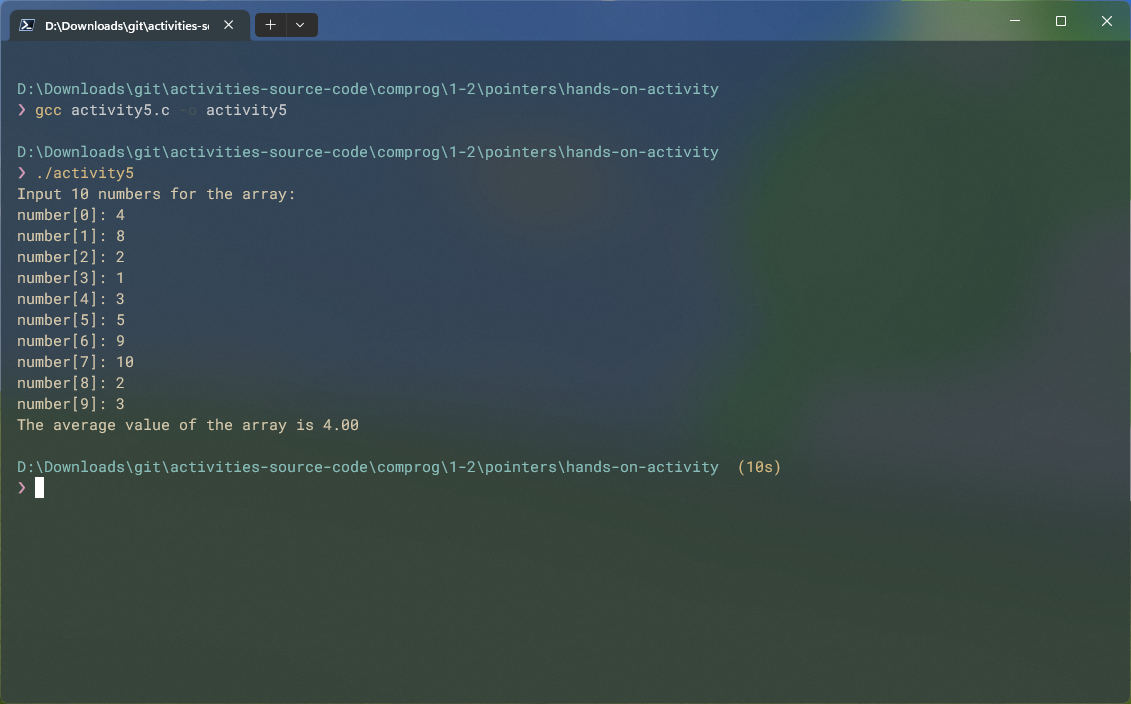 D:\Downloads\git\activities-s
D:\Downloads\git\activities-source-code\comprog\1-2\pointers\hands-on-activity
❯ gcc activity5.c -o activity5
D:\Downloads\git\activities-source-code\comprog\1-2\pointers\hands-on-activity
❯ ./activity5
Input 10 numbers for the array:
number[0]: 4
number[1]: 8
number[2]: 2
number[3]: 1
number[4]: 3
number[5]: 5
number[6]: 9
number[7]: 10
number[8]: 2
number[9]: 3
The average value of the array is 4.00
D:\Downloads\git\activities-source-code\comprog\1-2\pointers\hands-on-activity (10s)
❯